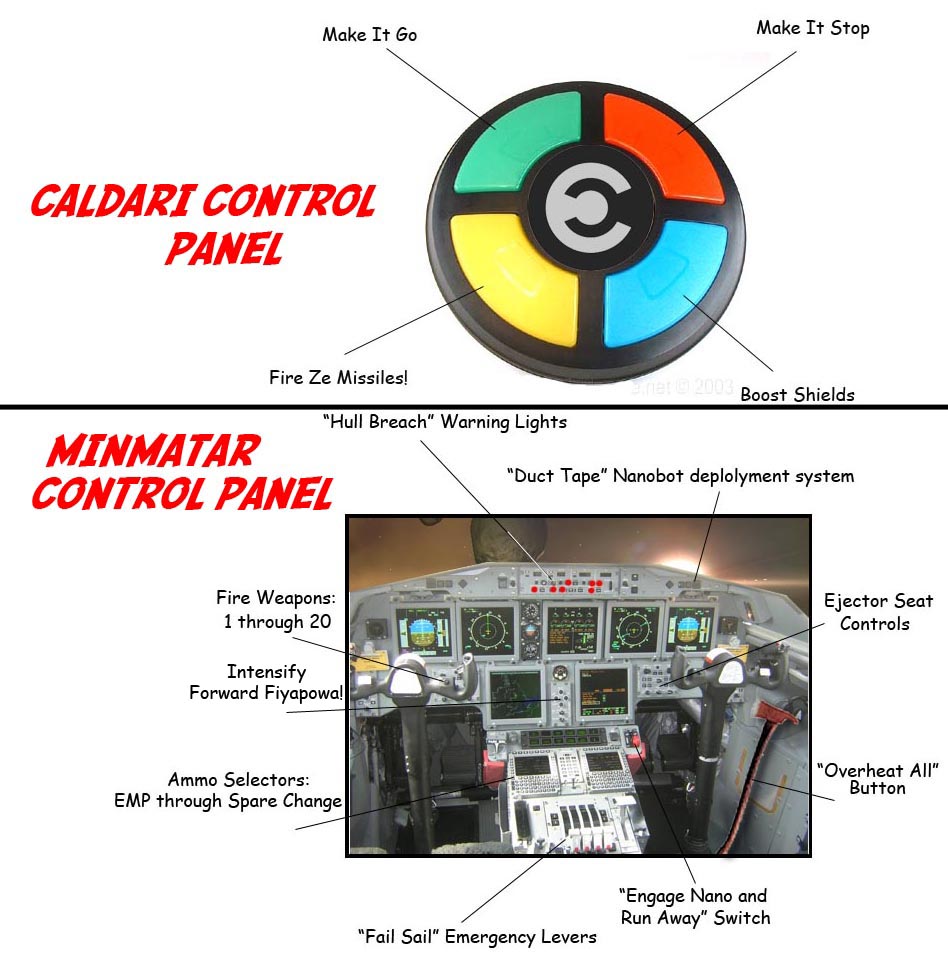 Make It Go
Make It Stop
CALDARI CONTROL
PANEL
Fire Ze Missiles!
.net © 2003
Boost Shields
"Hull Breach" Warning Lights
MINMATAR
CONTROL PANEL
"Duct Tape" Nanobot deplolyment system
Fire Weapons:
1 through 20
Ejector Seat
Controls
Intensify
Forward Fiyapowa!
Ammo Selectors:
EMP through Spare Change
"Overheat All"
Button
"Engage Nano and
Run Away" Switch
"Fail Sail" Emergency Levers